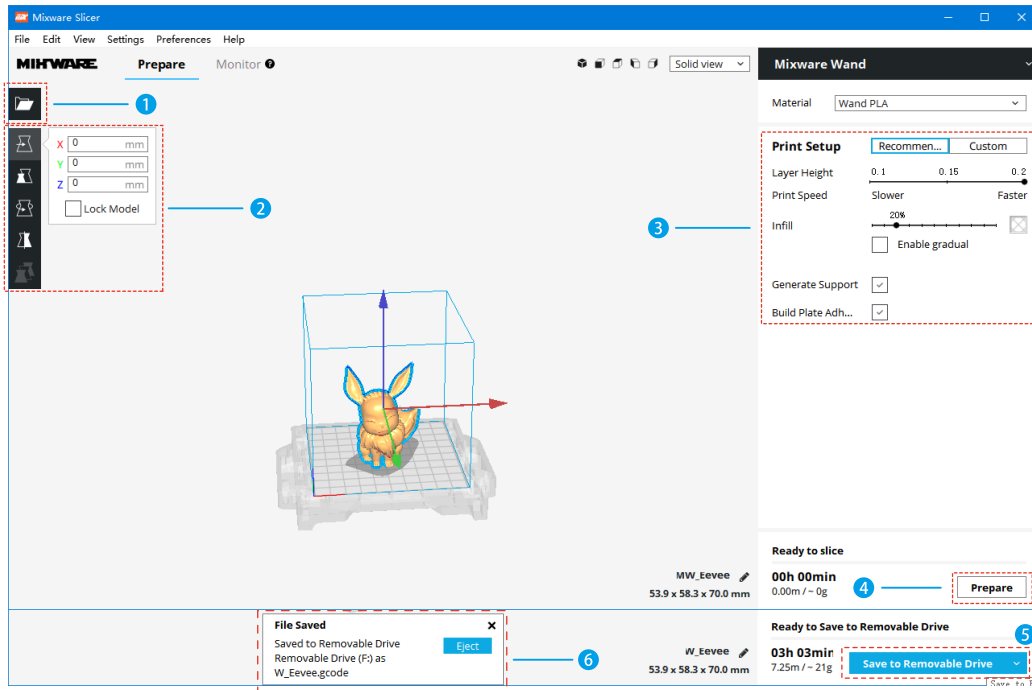 Mixware Slicer
File Edit View Settings Preferences Help
MIXWARE Prepare Monitor ? Solid view
Mixware Wand
Material Wand PLA
1
X 0 mm
Y 0 mm
Z 0 mm
Lock Model
2
3
Print Setup Recommen... Custom
Layer Height 0.1 0.15 0.2
Print Speed Slower Faster
20%
Infill
Enable gradual
Generate Support
Build Plate Adh...
Ready to slice
MW_Eevee
53.9 x 58.3 x 70.0 mm
00h 00min
0.00m / ~ 0g
4
Prepare
File Saved
Saved to Removable Drive
Removable Drive (F:) as
W_Eevee.gcode
Eject
6
W_Eevee
53.9 x 58.3 x 70.0 mm
Ready to Save to Removable Drive
5
03h 03min
7.25m / ~ 21g
Save to Removable Drive
Save to